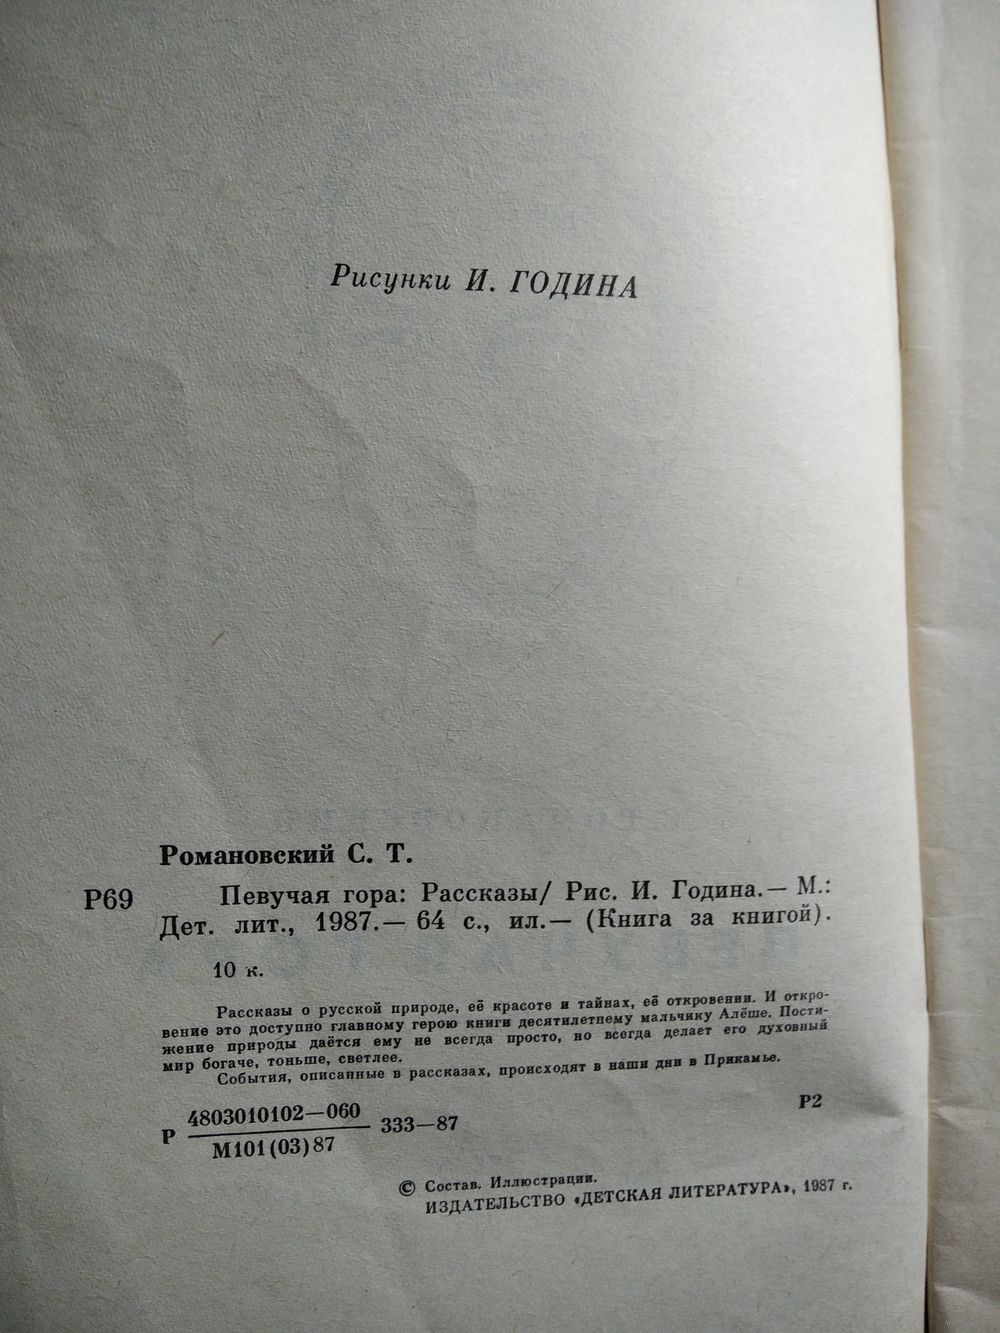 Рисунки И. ГОДИНА
Романовский С. Т.
Р69 Певучая гора: Рассказы/ Рис. И. Година.— М.:
Дет. лит., 1987.— 64 с., ил.— (Книга за книгой).
10 к.
Рассказы о русской природе, её красоте и тайнах, её откровении. И откро-
вение это доступно главному герою книги десятилетнему мальчику Алёше. Пости-
жение природы даётся ему не всегда просто, но всегда делает его духовный
мир богаче, тоньше, светлее.
События, описанные в рассказах, происходят в наши дни в Прикамье.
Р 4803010102—060 333—87 Р2
М101(03)87
© Состав. Иллюстрации.
ИЗДАТЕЛЬСТВО «ДЕТСКАЯ ЛИТЕРАТУРА», 1987 г.